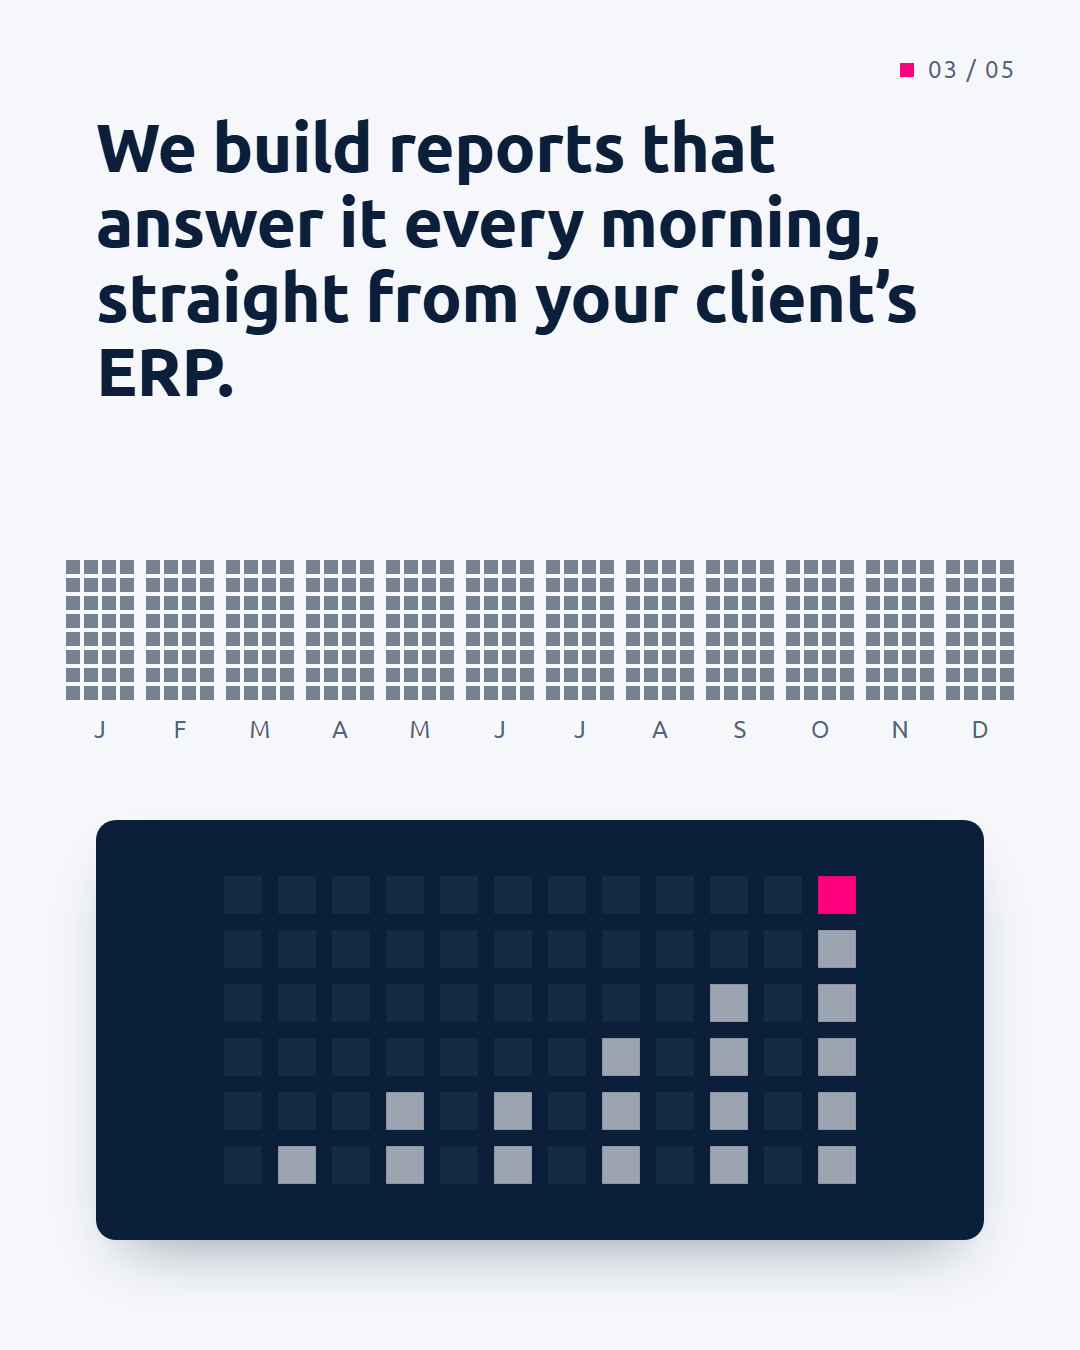 03 / 05
We build reports that
answer it every morning,
straight from your client’s
ERP.
J F M A M J J A S O N D